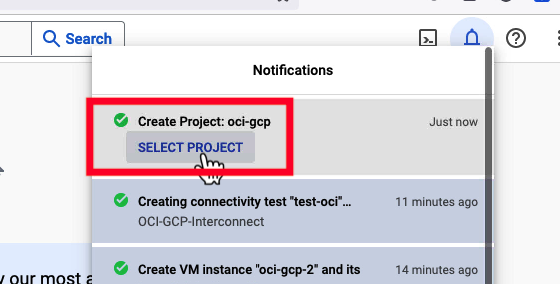 Search
Notifications
Create Project: oci-gcp
Just now
SELECT PROJECT
Creating connectivity test "test-oci"...
11 minutes ago
OCI-GCP-Interconnect
Create VM instance "oci-gcp-2" and its
14 minutes ago
our most